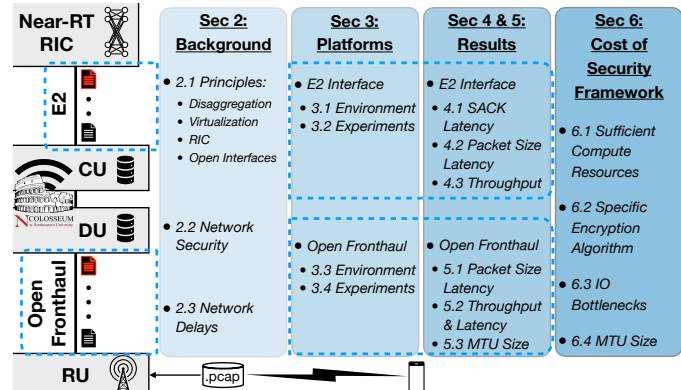 Near-RT
RIC
E2
CU
N COLOSSEUM
at Northeastern University
DU
Open
Fronthaul
RU
.pcap
Sec 2:
Background
• 2.1 Principles:
• Disaggregation
• Virtualization
• RIC
• Open Interfaces
• 2.2 Network
Security
• 2.3 Network
Delays
Sec 3:
Platforms
• E2 Interface
• 3.1 Environment
• 3.2 Experiments
• Open Fronthaul
• 3.3 Environment
• 3.4 Experiments
Sec 4 & 5:
Results
• E2 Interface
• 4.1 SACK
Latency
• 4.2 Packet Size
Latency
• 4.3 Throughput
• Open Fronthaul
• 5.1 Packet Size
Latency
• 5.2 Throughput
& Latency
• 5.3 MTU Size
Sec 6:
Cost of
Security
Framework
• 6.1 Sufficient
Compute
Resources
• 6.2 Specific
Encryption
Algorithm
• 6.3 IO
Bottlenecks
• 6.4 MTU Size